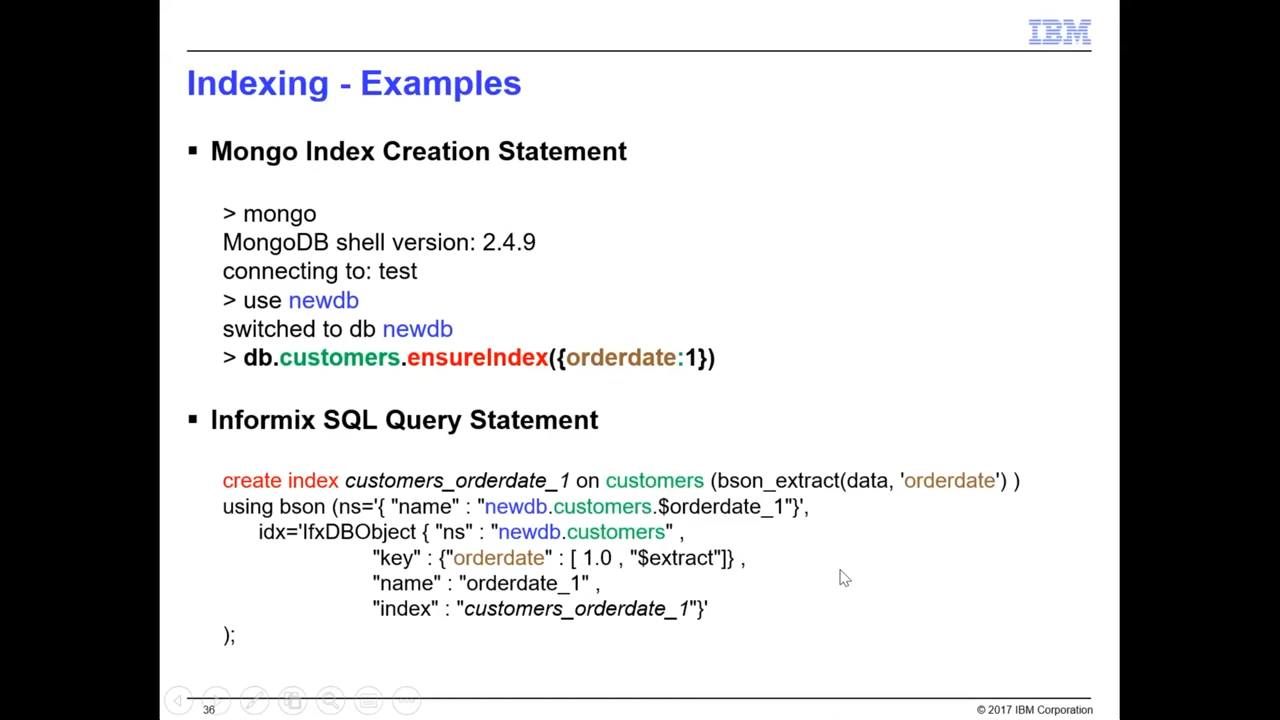 IBM
Indexing - Examples
▪ Mongo Index Creation Statement
> mongo
MongoDB shell version: 2.4.9
connecting to: test
> use newdb
switched to db newdb
> db.customers.ensureIndex({orderdate:1})
▪ Informix SQL Query Statement
create index customers_orderdate_1 on customers (bson_extract(data, 'orderdate') )
using bson (ns='{ "name" : "newdb.customers.$orderdate_1"}',
idx='IfxDBObject { "ns" : "newdb.customers" ,
"key" : {"orderdate" : [ 1.0 , "$extract"]} ,
"name" : "orderdate_1" ,
"index" : "customers_orderdate_1"}'
);
36
© 2017 IBM Corporation